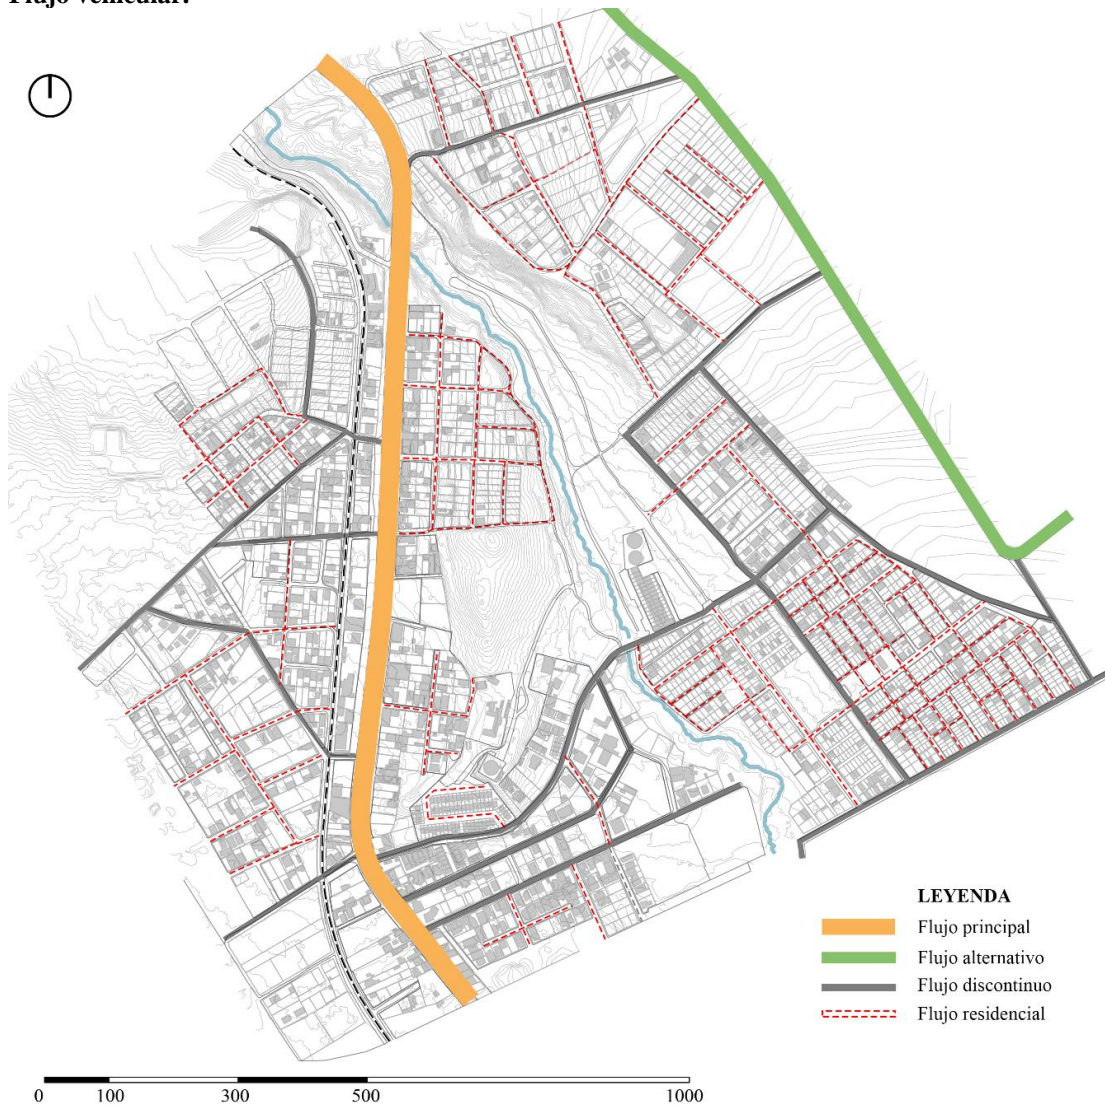 Flujo vehicular.
LEYENDA
Flujo principal
Flujo alternativo
Flujo discontinuo
Flujo residencial
0 100 300 500 1000